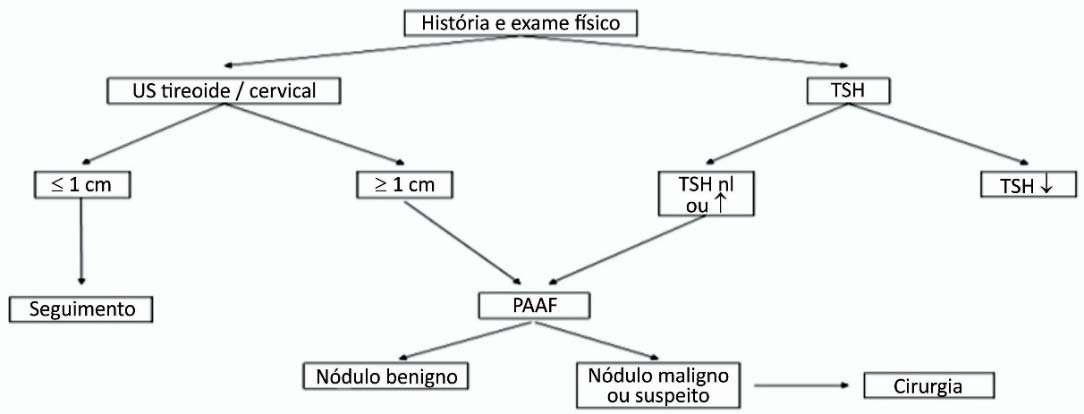 História e exame físico
US tireoide / cervical
TSH
≤ 1 cm
≥ 1 cm
TSH nl
ou ↑
TSH ↓
Seguimento
PAAF
Nódulo benigno
Nódulo maligno
ou suspeito
Cirurgia